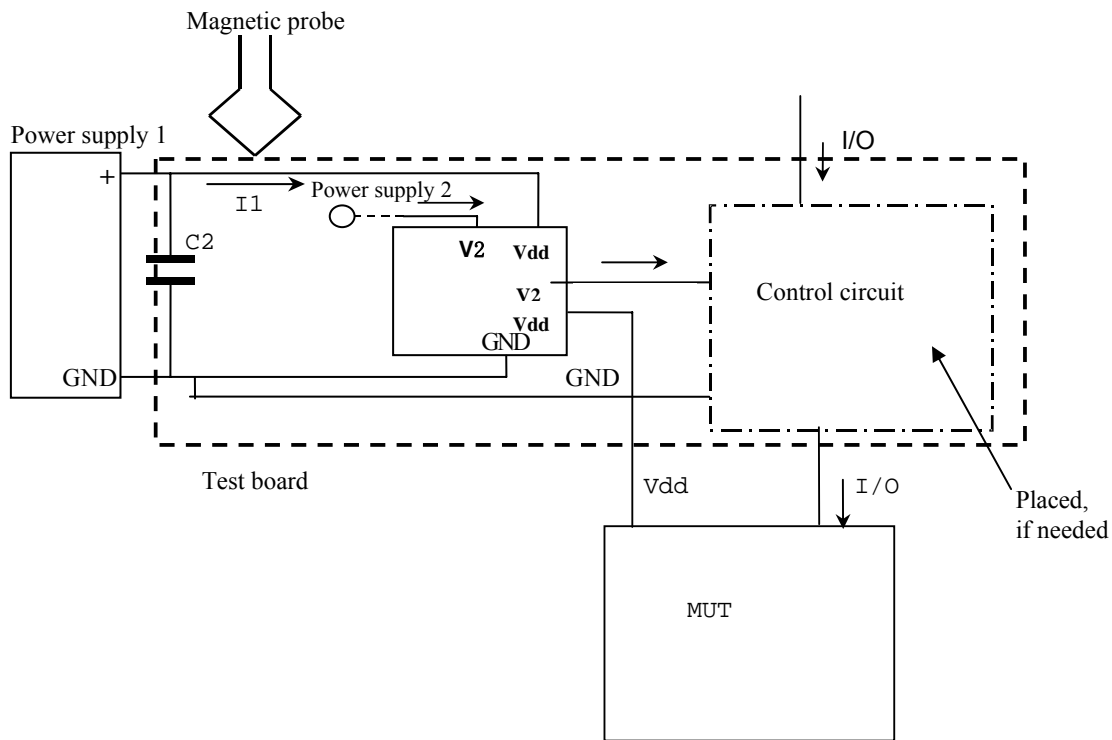 Magnetic probe
Power supply 1
I/O
+
I1
Power supply 2
C2
V2 Vdd
V2
Vdd
GND
Control circuit
GND
GND
Test board
Vdd
I/O
Placed,
if needed
MUT